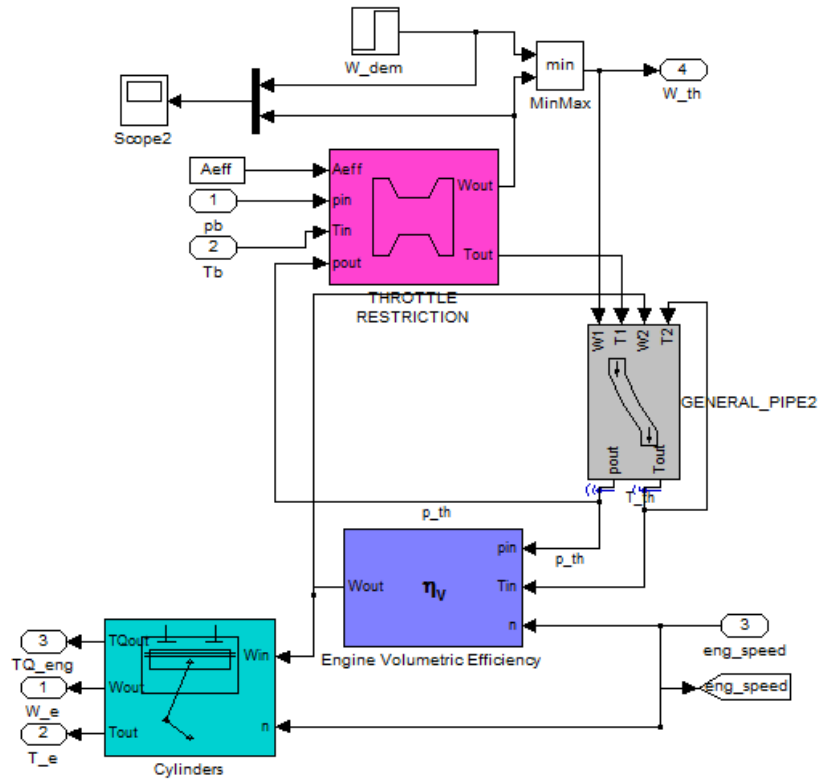 W_dem
min
MinMax
4
W_th
Scope2
Aeff
1
pb
2
Tb
Aeff
pin
Tin
pout
Wout
Tout
THROTTLE
RESTRICTION
W1
T1
W2
T2
pout
Tout
GENERAL_PIPE2
T_th
p_th
p_th
pin
Tin
n
Wout
ηV
Engine Volumetric Efficiency
3
eng_speed
eng_speed
TQout
Wout
Tout
Win
n
3
TQ_eng
1
W_e
2
T_e
Cylinders